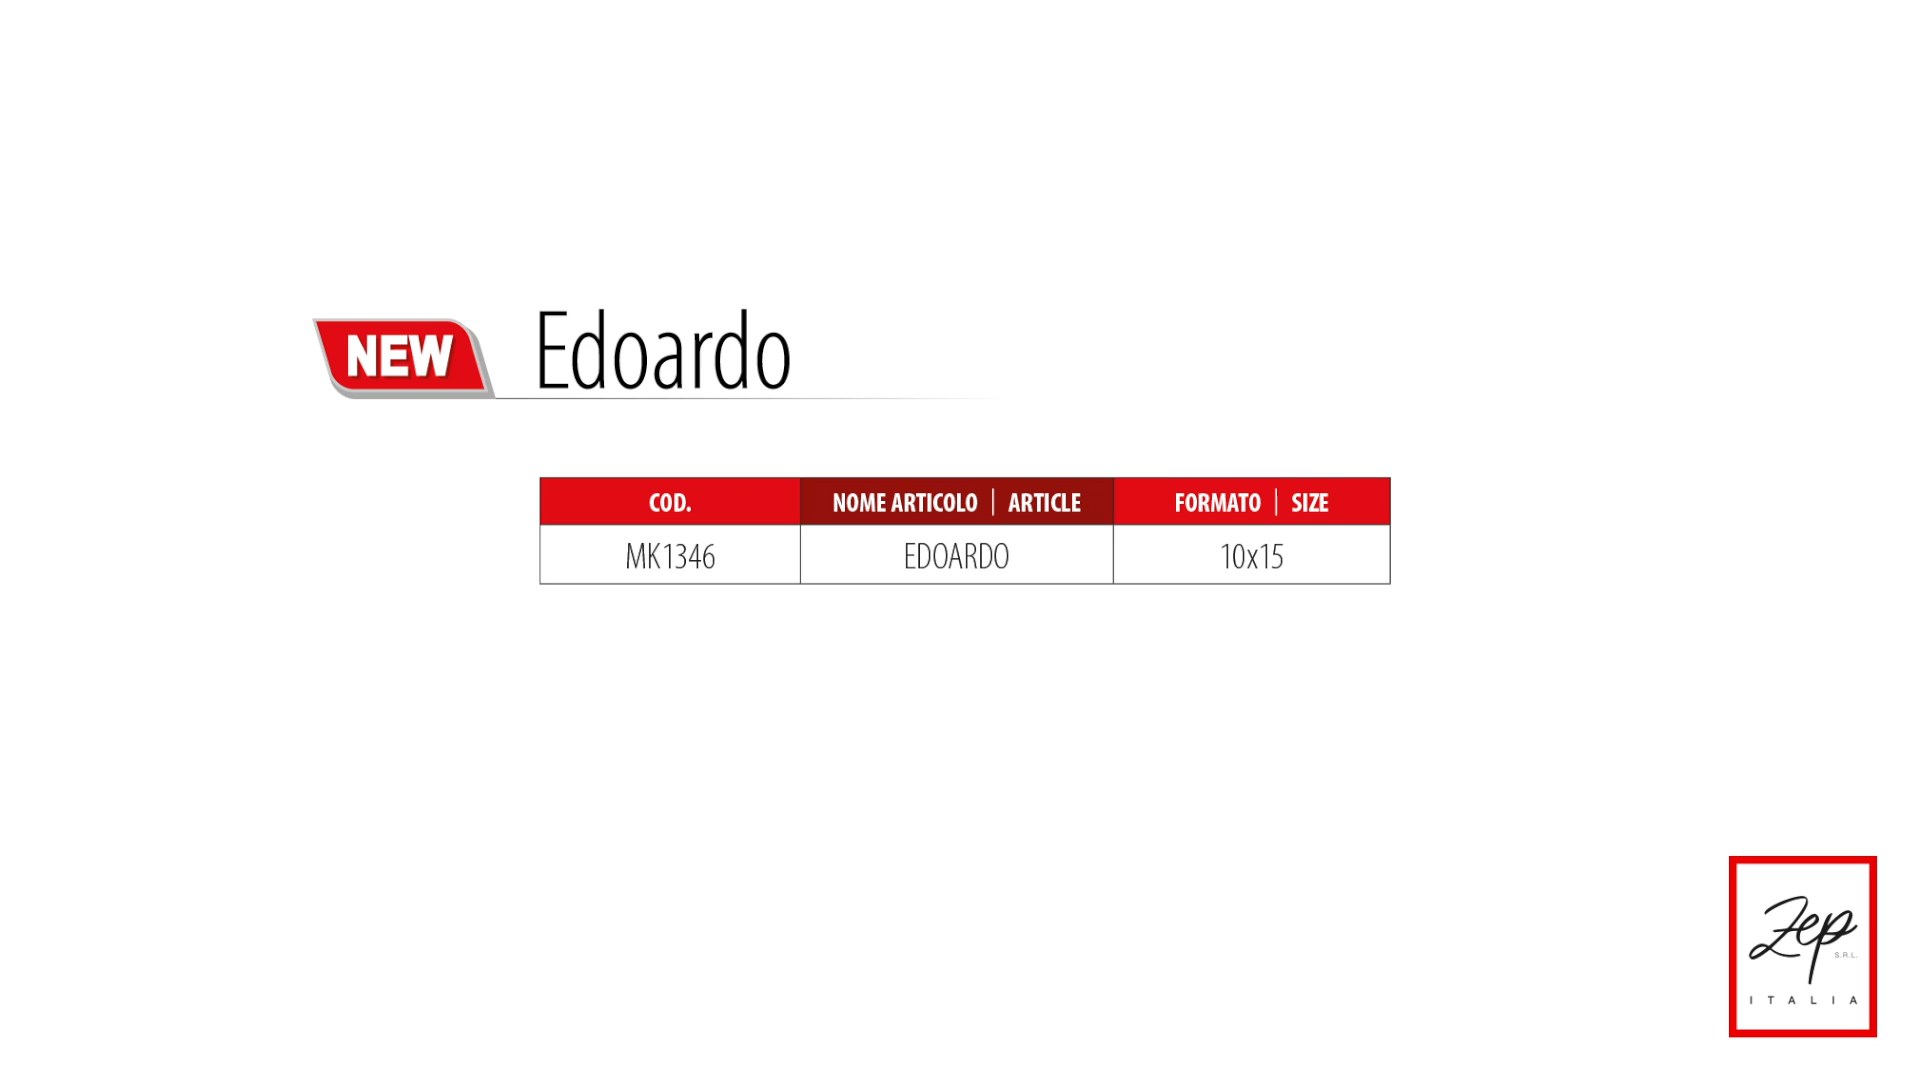 NEW Edoardo
COD. NOME ARTICOLO | ARTICLE FORMATO | SIZE
MK1346 EDOARDO 10x15
Zep
S.R.L.
ITALIA